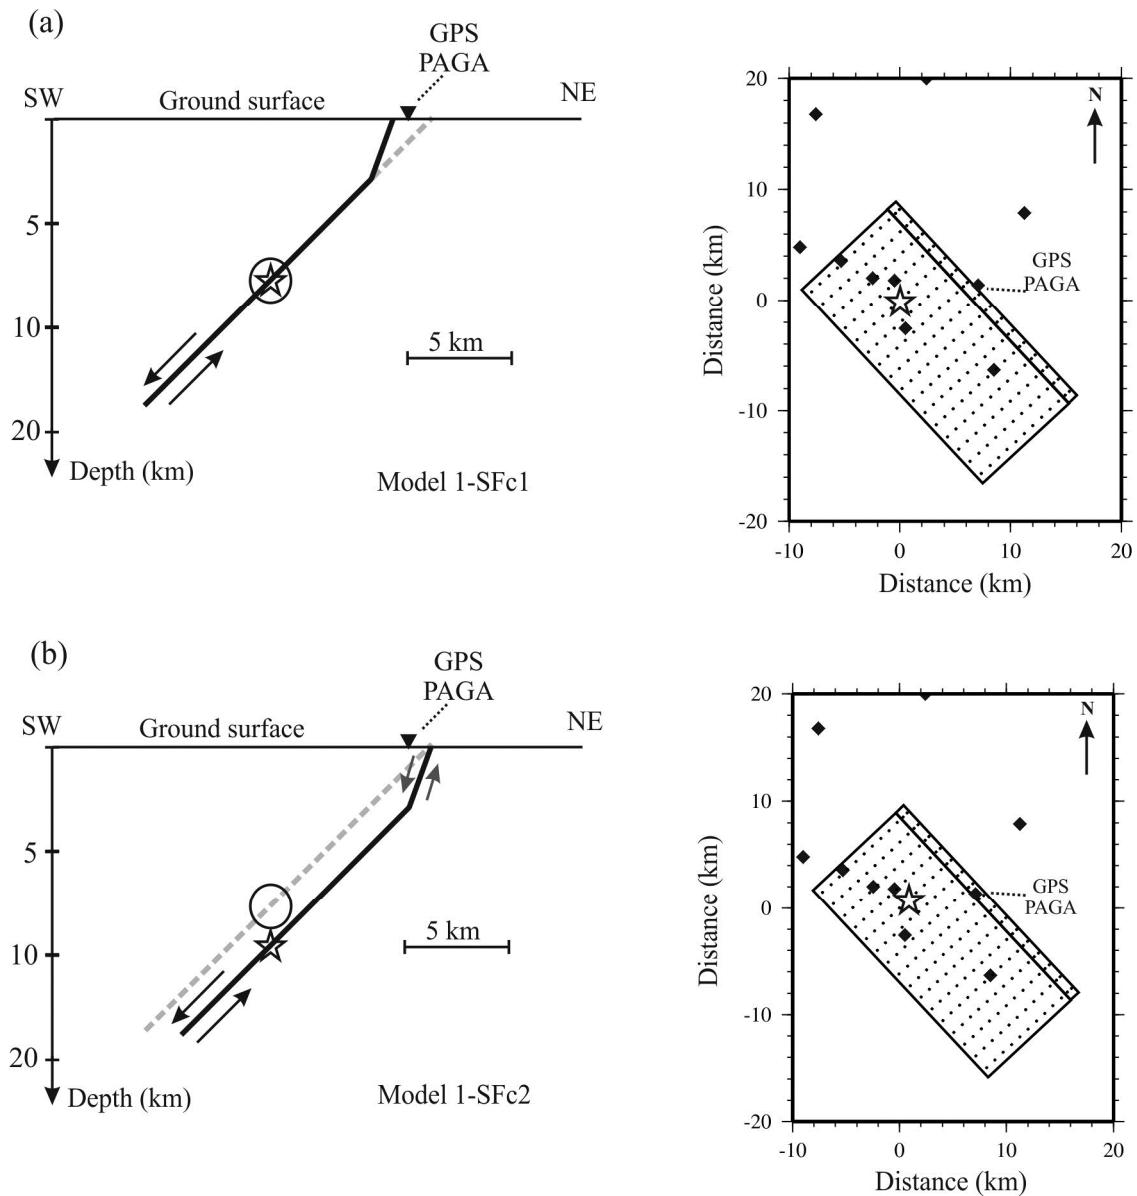 (a)
GPS
PAGA
SW
Ground surface
NE
5
10
20
5 km
Depth (km)
Model 1-SFc1
20
10
0
-10
-20
Distance (km)
N
GPS
PAGA
-10 0 10 20
Distance (km)
(b)
GPS
PAGA
SW
Ground surface
NE
5
10
20
5 km
Depth (km)
Model 1-SFc2
20
10
0
-10
-20
Distance (km)
N
GPS
PAGA
-10 0 10 20
Distance (km)